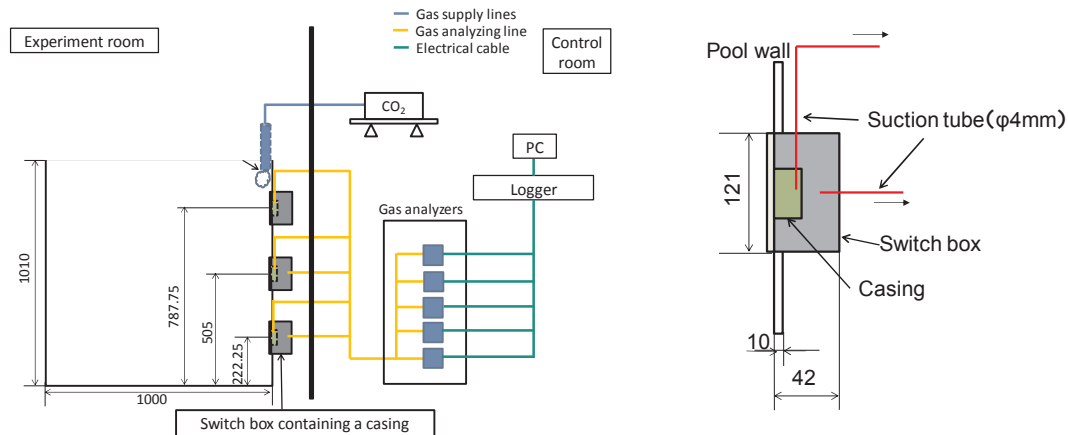 Gas supply lines
Gas analyzing line
Electrical cable
Experiment room
Control
room
CO2
PC
Logger
Gas analyzers
1010
787.75
505
222.25
1000
Switch box containing a casing
Pool wall
Suction tube(φ4mm)
121
Switch box
Casing
10
42